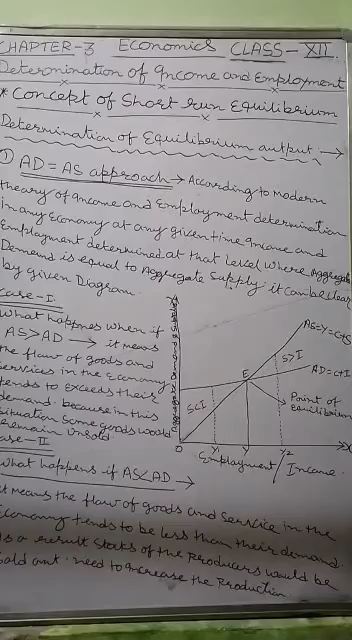 CHAPTER-3 Economics CLASS-XII
Determination of Income and Employment
* Concept of Short run Equilibrium
Determination of Equilibrium output →
① AD = AS approach → According to Modern
theory of Income and Employment determination
in any Economy at any given time Income and
Employment determined at that level where Aggregate
Demand is equal to Aggregate Supply it can be clear
by given Diagram
Case-I
What happnes when if
AS>AD → it means
the flow of goods and
services in the Economy
tends to exceeds their
demand because in this
situation some goods would
remain unsold
Case-II
What happens if AS<AD →
it means the flow of goods and service in the
Economy tends to be less than their demand
As a result stocks of the Producers would be
sold out. need to increase the Production
Aggregate Demand & Supply
AS=Y=C+S
S>I
AD=C+I
E
S<I
Point of
equilibrium
O
Y1
Y
Y2
X
Employment / Income